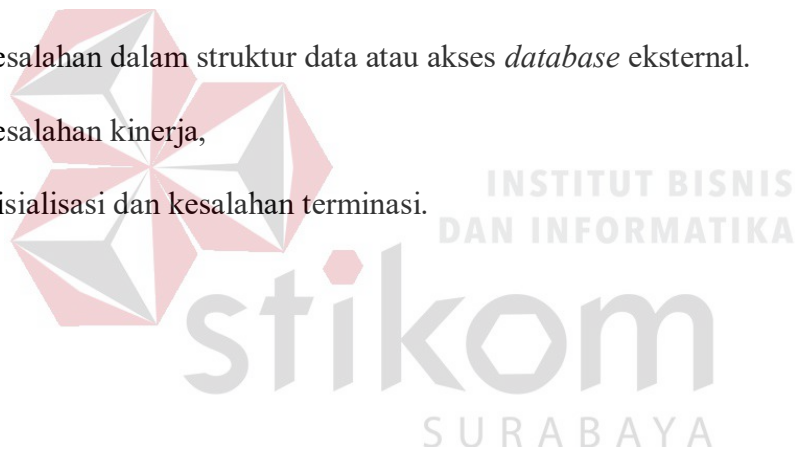 esalahan dalam struktur data atau akses database eksternal.
esalahan kinerja,
isialisasi dan kesalahan terminasi.
INSTITUT BISNIS
DAN INFORMATIKA
stikom
SURABAYA